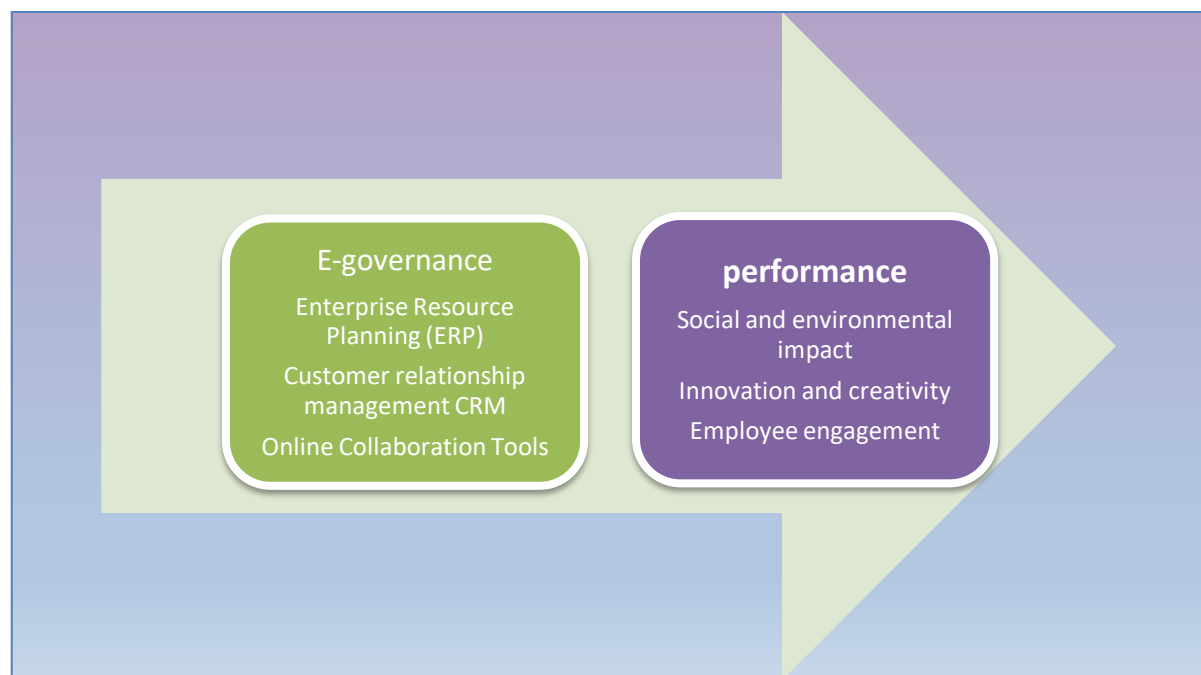 E-governance
Enterprise Resource
Planning (ERP)
Customer relationship
management CRM
Online Collaboration Tools
performance
Social and environmental
impact
Innovation and creativity
Employee engagement